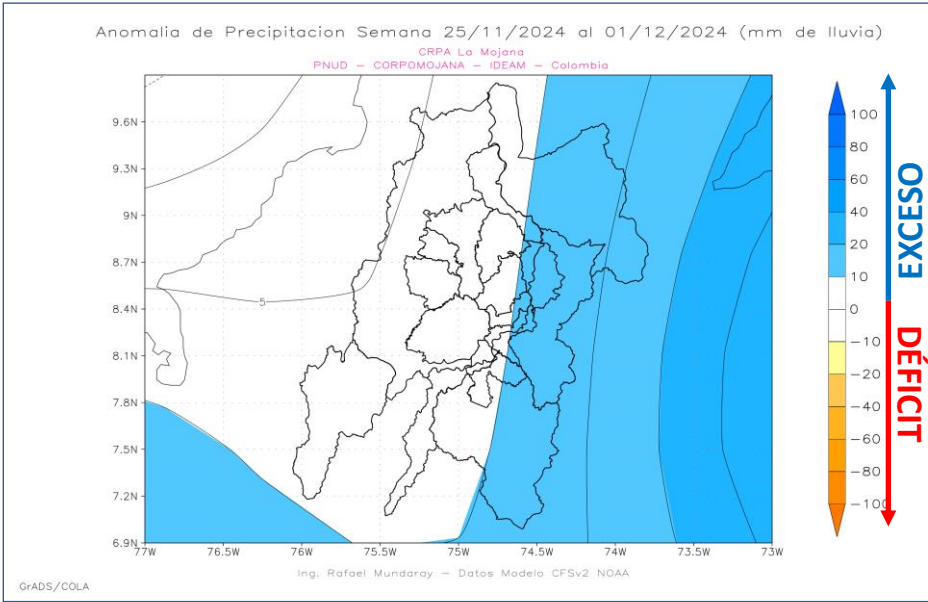 Anomalia de Precipitacion Semana 25/11/2024 al 01/12/2024 (mm de lluvia)
CRPA La Mojana
PNUD – CORPOMOJANA – IDEAM – Colombia
9.6N
9.3N
9N
8.7N
8.4N
8.1N
7.8N
7.5N
7.2N
6.9N
5
77W 76.5W 76W 75.5W 75W 74.5W 74W 73.5W 73W
100
80
60
40
20
10
0
-10
-20
-40
-60
-80
-100
EXCESO
DÉFICIT
Ing. Rafael Mundaray – Datos Modelo CFSv2 NOAA
GrADS/COLA